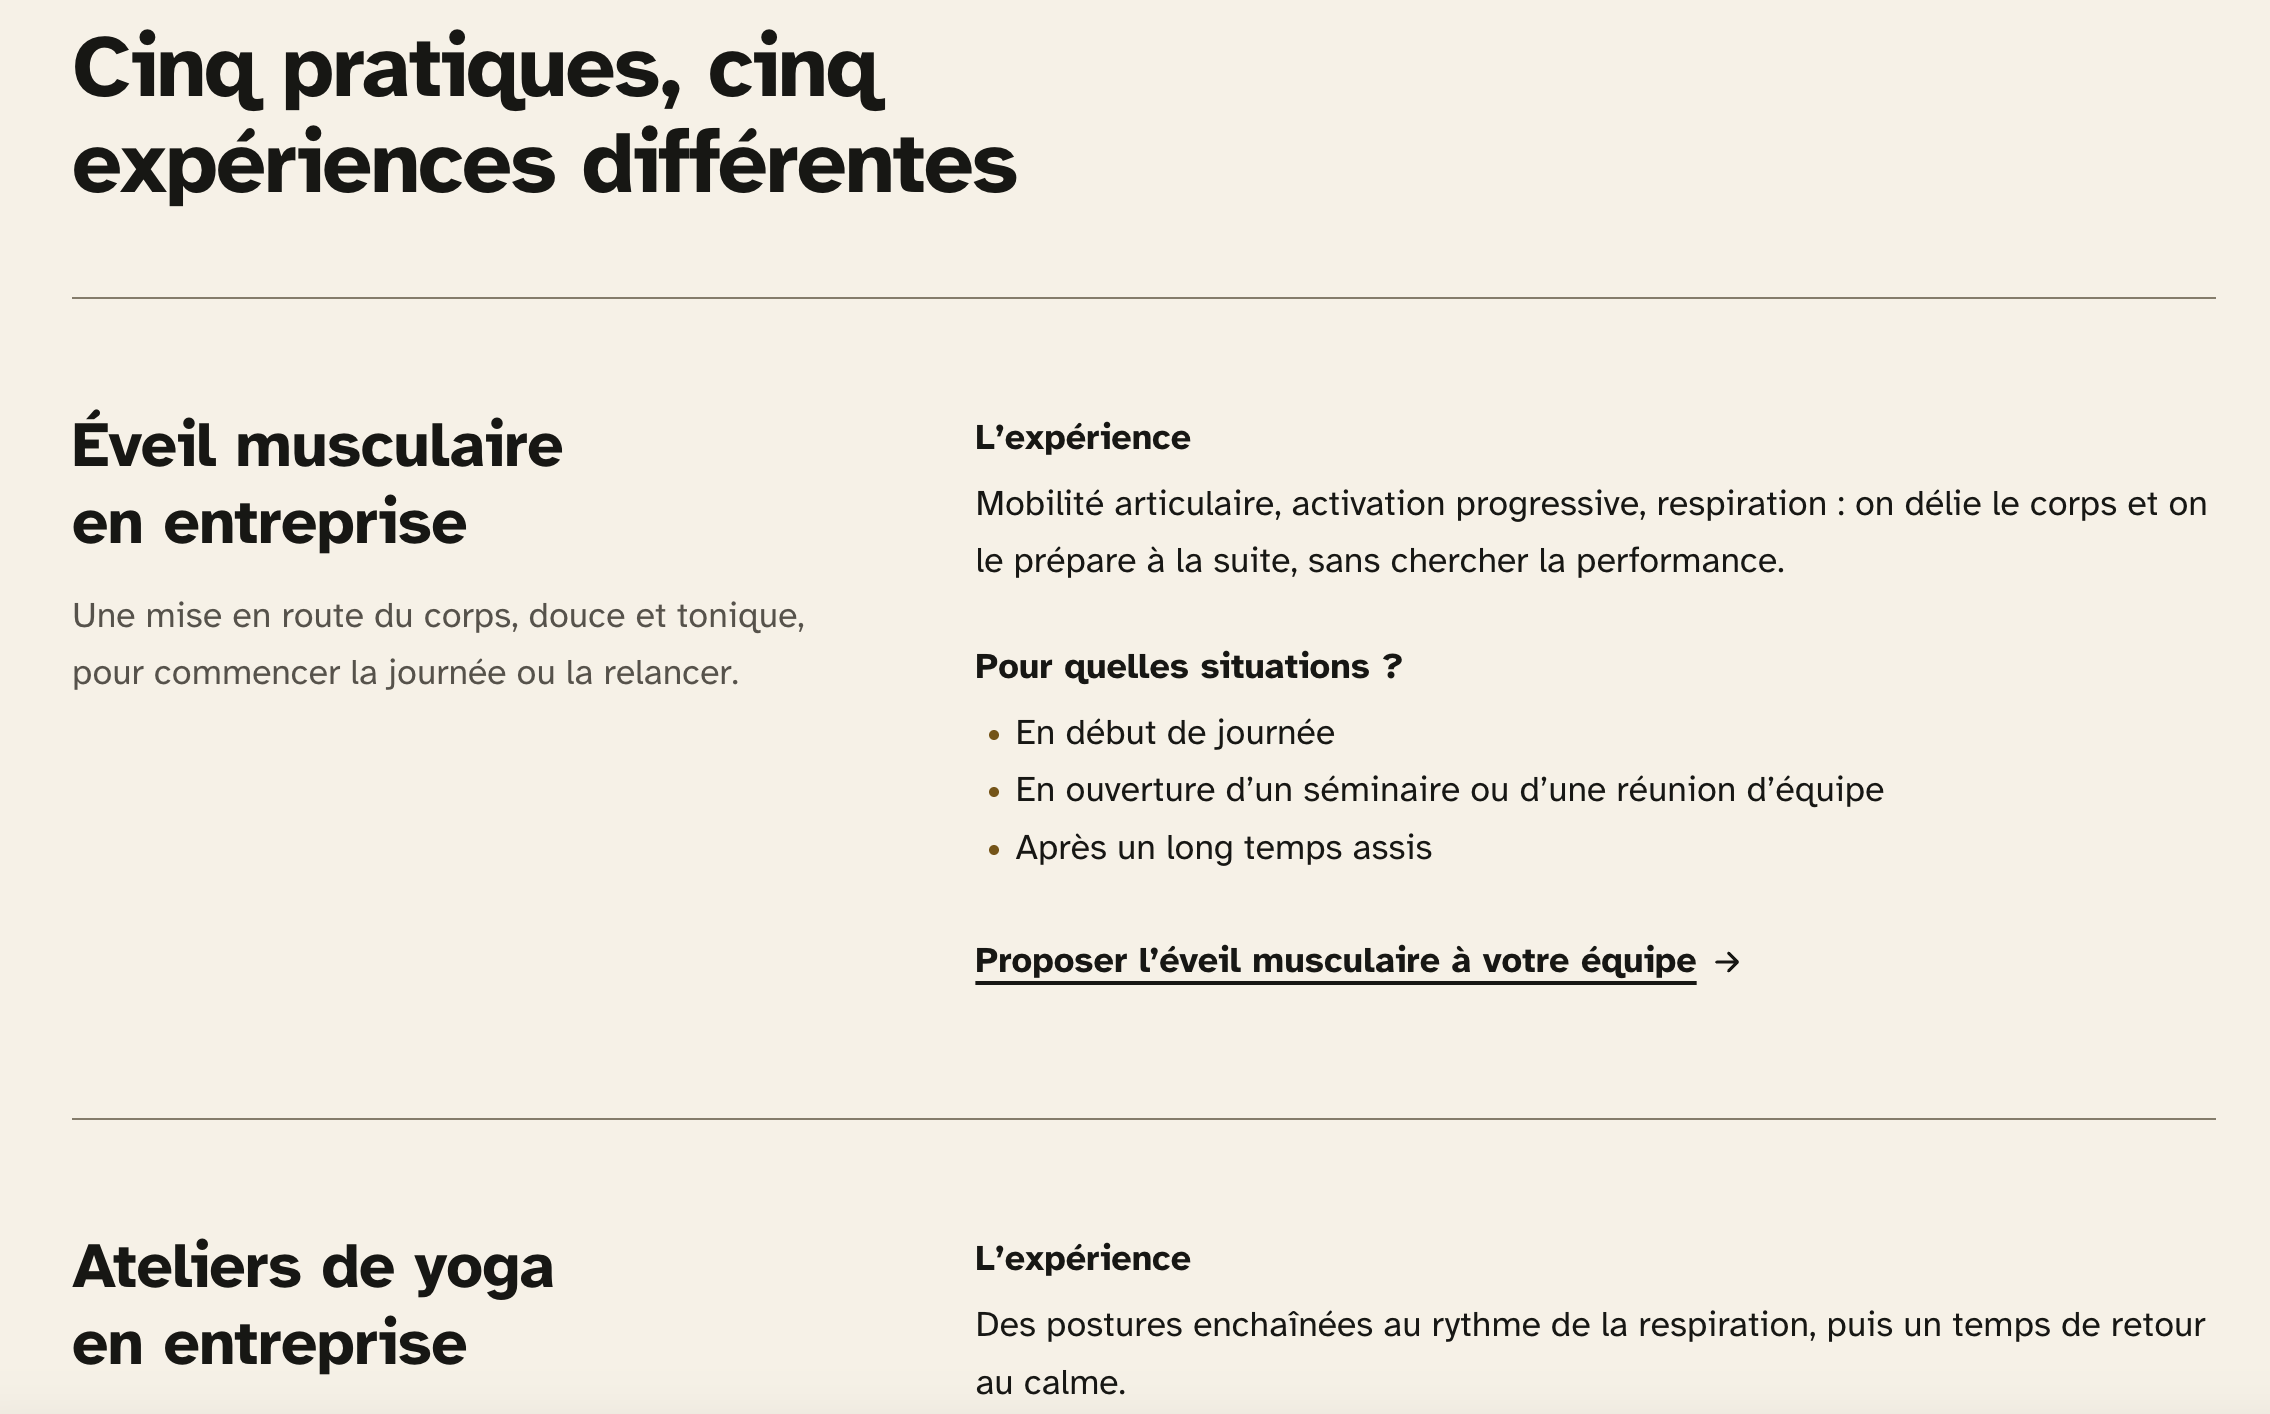 Cinq pratiques, cinq
expériences différentes
Éveil musculaire
en entreprise
Une mise en route du corps, douce et tonique,
pour commencer la journée ou la relancer.
L’expérience
Mobilité articulaire, activation progressive, respiration : on délie le corps et on
le prépare à la suite, sans chercher la performance.
Pour quelles situations ?
• En début de journée
• En ouverture d’un séminaire ou d’une réunion d’équipe
• Après un long temps assis
Proposer l’éveil musculaire à votre équipe →
Ateliers de yoga
en entreprise
L’expérience
Des postures enchaînées au rythme de la respiration, puis un temps de retour
au calme.